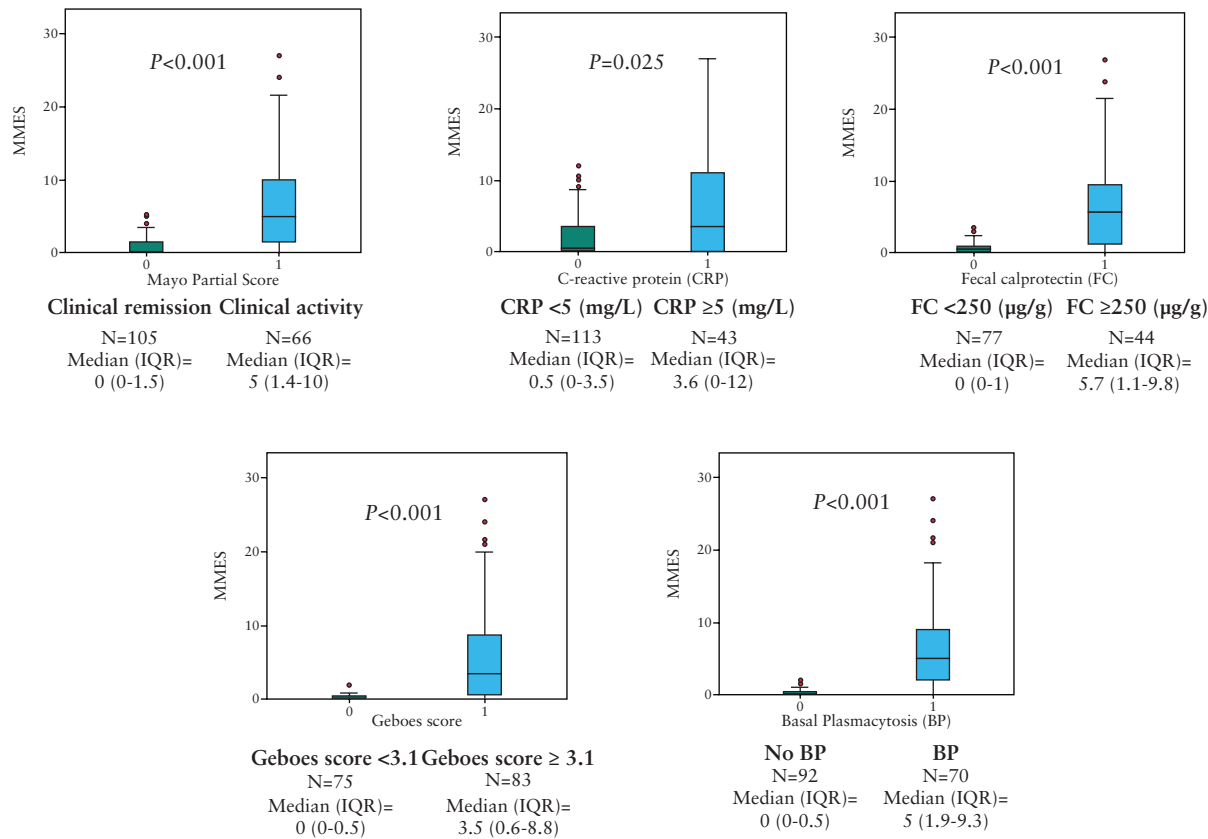 30
20
10
0
MMES
P<0.001
0
1
Mayo Partial Score
Clinical remission Clinical activity
N=105
Median (IQR)=
0 (0-1.5)
N=66
Median (IQR)=
5 (1.4-10)
30
20
10
0
MMES
P=0.025
0
1
C-reactive protein (CRP)
CRP <5 (mg/L) CRP ≥5 (mg/L)
N=113
Median (IQR)=
0.5 (0-3.5)
N=43
Median (IQR)=
3.6 (0-12)
30
20
10
0
MMES
P<0.001
0
1
Fecal calprotectin (FC)
FC <250 (μg/g) FC ≥250 (μg/g)
N=77
Median (IQR)=
0 (0-1)
N=44
Median (IQR)=
5.7 (1.1-9.8)
30
20
10
0
MMES
P<0.001
0
1
Geboes score
Geboes score <3.1 Geboes score ≥ 3.1
N=75
Median (IQR)=
0 (0-0.5)
N=83
Median (IQR)=
3.5 (0.6-8.8)
30
20
10
0
MMES
P<0.001
0
1
Basal Plasmacytosis (BP)
No BP BP
N=92
Median (IQR)=
0 (0-0.5)
N=70
Median (IQR)=
5 (1.9-9.3)